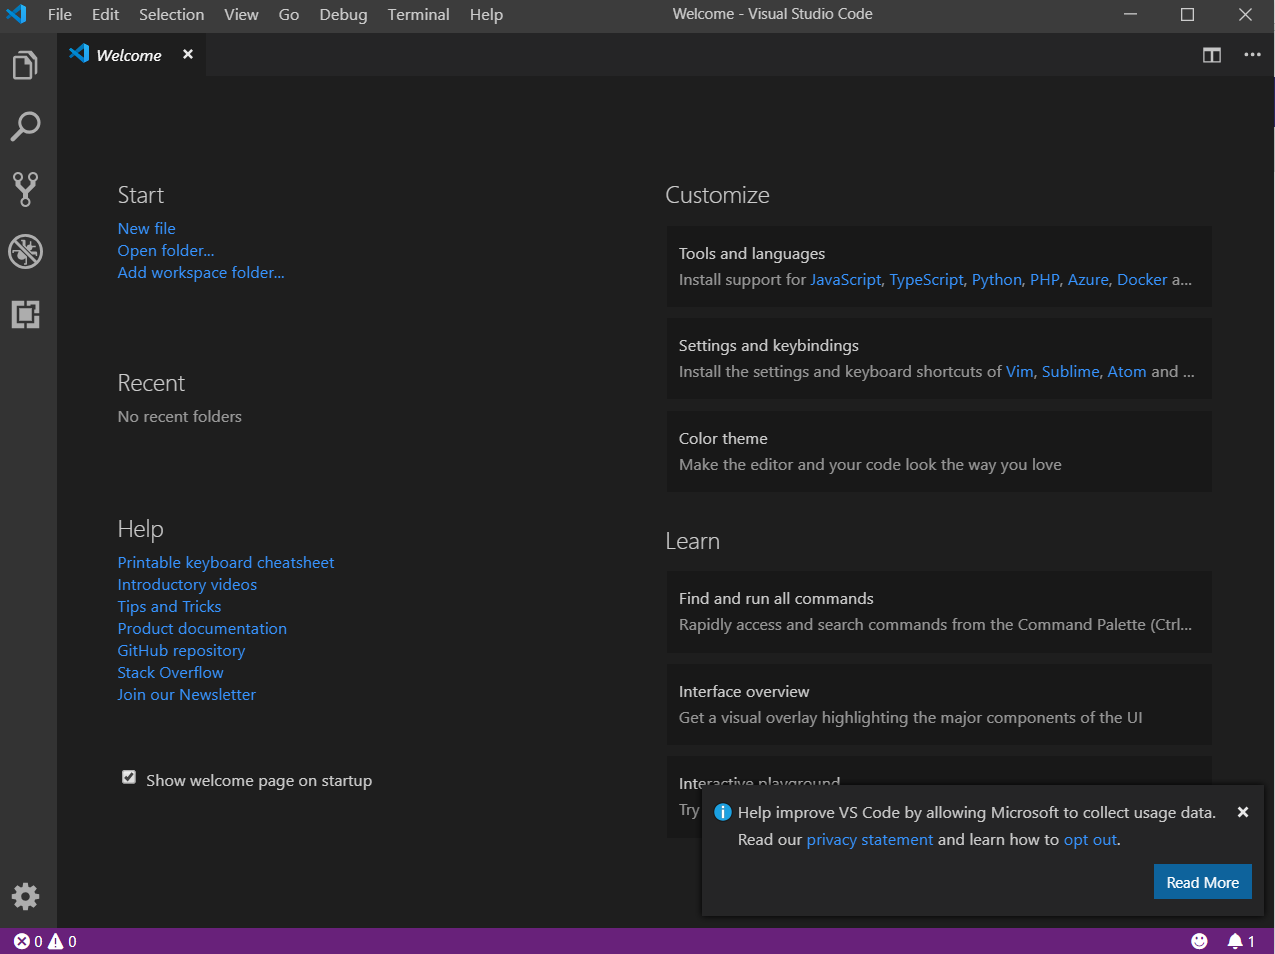 File Edit Selection View Go Debug Terminal Help
Welcome - Visual Studio Code
Welcome
Start
New file
Open folder...
Add workspace folder...
Recent
No recent folders
Help
Printable keyboard cheatsheet
Introductory videos
Tips and Tricks
Product documentation
GitHub repository
Stack Overflow
Join our Newsletter
Show welcome page on startup
Customize
Tools and languages
Install support for JavaScript, TypeScript, Python, PHP, Azure, Docker a...
Settings and keybindings
Install the settings and keyboard shortcuts of Vim, Sublime, Atom and ...
Color theme
Make the editor and your code look the way you love
Learn
Find and run all commands
Rapidly access and search commands from the Command Palette (Ctrl...
Interface overview
Get a visual overlay highlighting the major components of the UI
Interactive playground
Try
Help improve VS Code by allowing Microsoft to collect usage data.
Read our privacy statement and learn how to opt out.
Read More
0 0
1